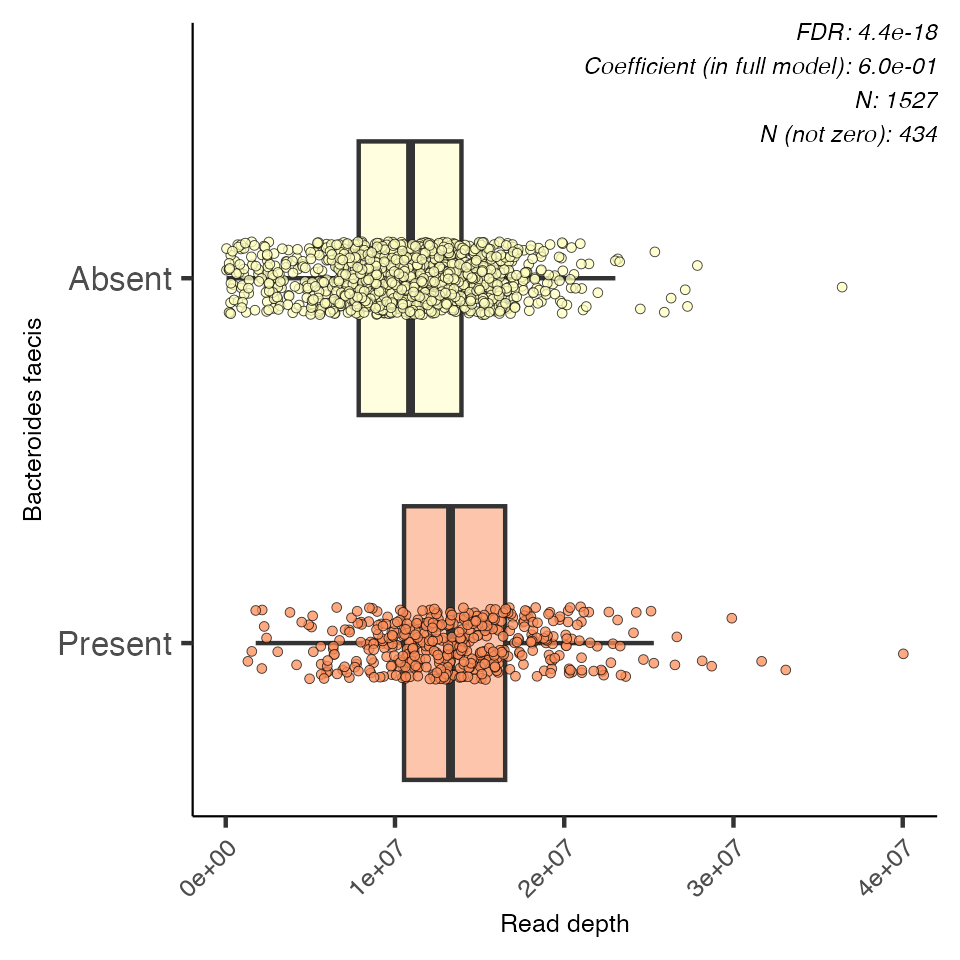 FDR: 4.4e-18
Coefficient (in full model): 6.0e-01
N: 1527
N (not zero): 434
Bacteroides faecis
Absent
Present
0e+00
1e+07
2e+07
3e+07
4e+07
Read depth